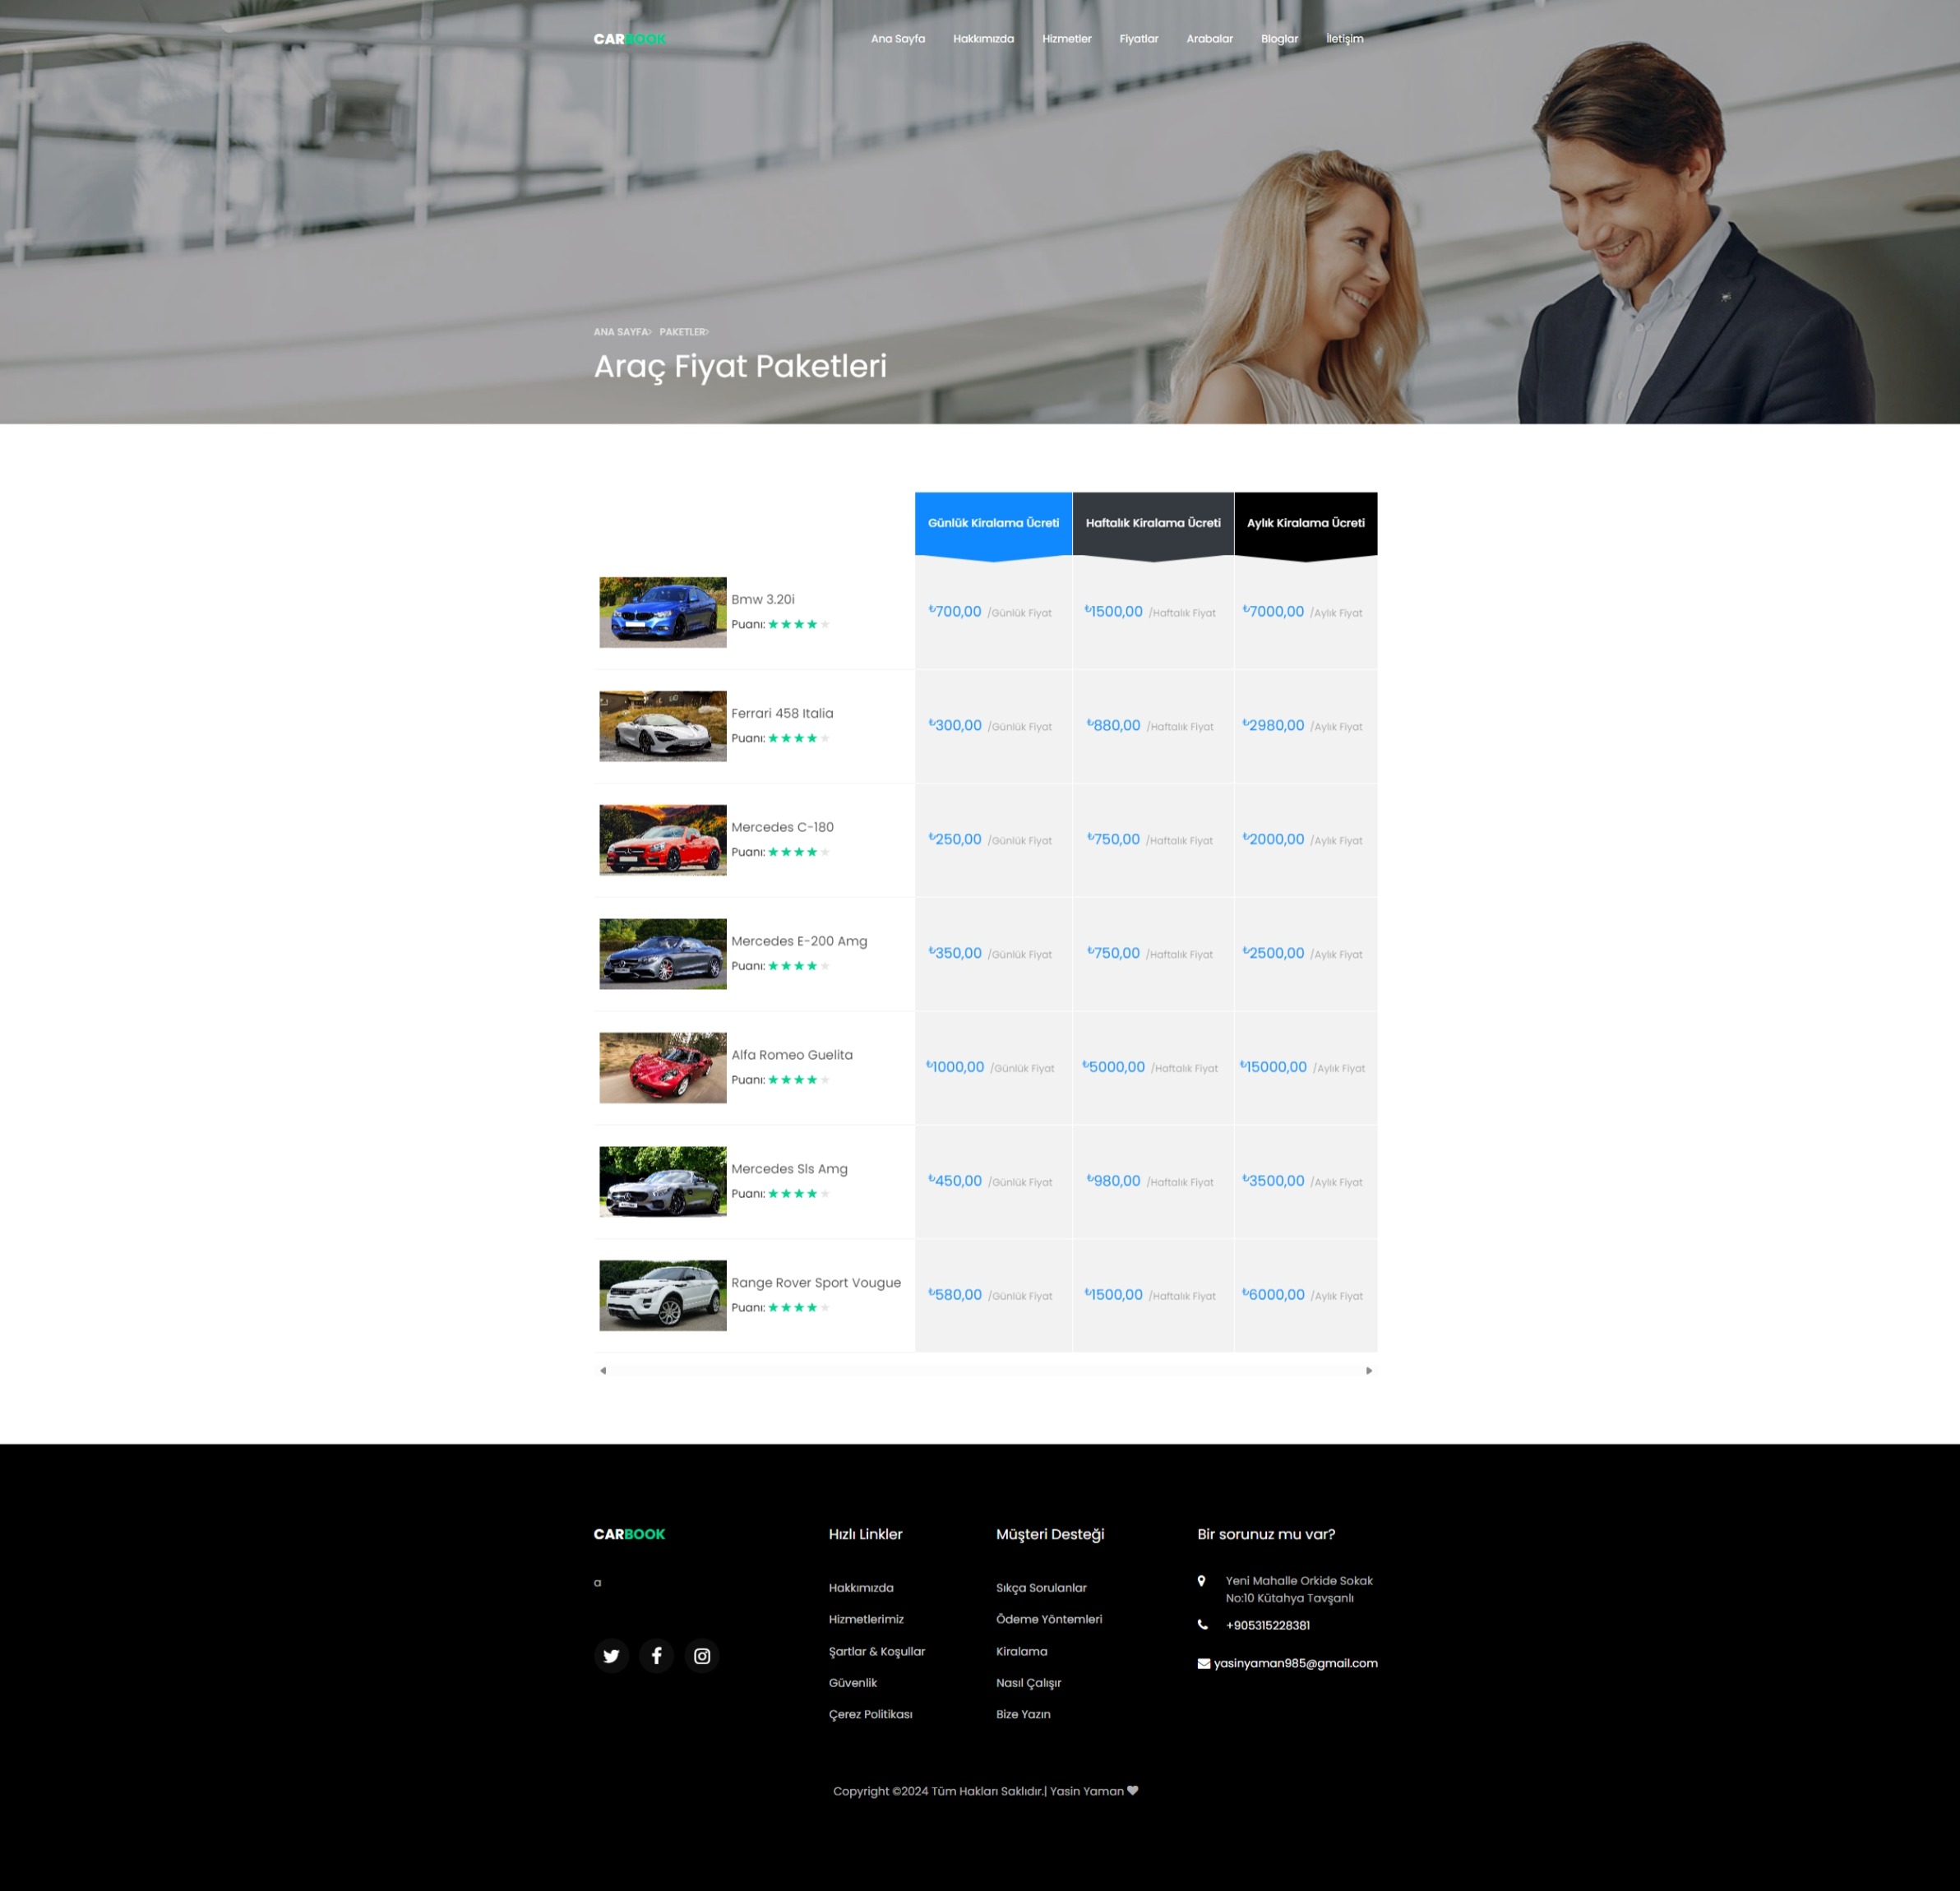 CARBOOK
Ana Sayfa Hakkımızda Hizmetler Fiyatlar Arabalar Bloglar İletişim
ANA SAYFA› PAKETLER›
Araç Fiyat Paketleri
Günlük Kiralama Ücreti Haftalık Kiralama Ücreti Aylık Kiralama Ücreti
Bmw 3.20i
Puanı:
₺700,00 /Günlük Fiyat ₺1500,00 /Haftalık Fiyat ₺7000,00 /Aylık Fiyat
Ferrari 458 Italia
Puanı:
₺300,00 /Günlük Fiyat ₺880,00 /Haftalık Fiyat ₺2980,00 /Aylık Fiyat
Mercedes C-180
Puanı:
₺250,00 /Günlük Fiyat ₺750,00 /Haftalık Fiyat ₺2000,00 /Aylık Fiyat
Mercedes E-200 Amg
Puanı:
₺350,00 /Günlük Fiyat ₺750,00 /Haftalık Fiyat ₺2500,00 /Aylık Fiyat
Alfa Romeo Guelita
Puanı:
₺1000,00 /Günlük Fiyat ₺5000,00 /Haftalık Fiyat ₺15000,00 /Aylık Fiyat
Mercedes Sls Amg
Puanı:
₺450,00 /Günlük Fiyat ₺980,00 /Haftalık Fiyat ₺3500,00 /Aylık Fiyat
Range Rover Sport Vougue
Puanı:
₺580,00 /Günlük Fiyat ₺1500,00 /Haftalık Fiyat ₺6000,00 /Aylık Fiyat
CARBOOK
a
Hızlı Linkler
Hakkımızda
Hizmetlerimiz
Şartlar & Koşullar
Güvenlik
Çerez Politikası
Müşteri Desteği
Sıkça Sorulanlar
Ödeme Yöntemleri
Kiralama
Nasıl Çalışır
Bize Yazın
Bir sorunuz mu var?
Yeni Mahalle Orkide Sokak
No:10 Kütahya Tavşanlı
+905315228381
yasinyaman985@gmail.com
Copyright ©2024 Tüm Hakları Saklıdır.| Yasin Yaman